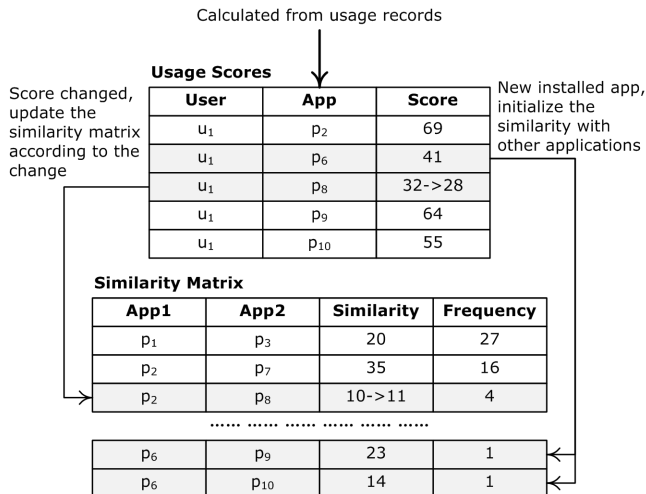 Calculated from usage records
Usage Scores
Score changed,
update the
similarity matrix
according to the
change
New installed app,
initialize the
similarity with
other applications
User App Score
u₁ p₂ 69
u₁ p₆ 41
u₁ p₈ 32->28
u₁ p₉ 64
u₁ p₁₀ 55
Similarity Matrix
App1 App2 Similarity Frequency
p₁ p₃ 20 27
p₂ p₇ 35 16
p₂ p₈ 10->11 4
...... ...... ...... ...... ...... ......
p₆ p₉ 23 1
p₆ p₁₀ 14 1